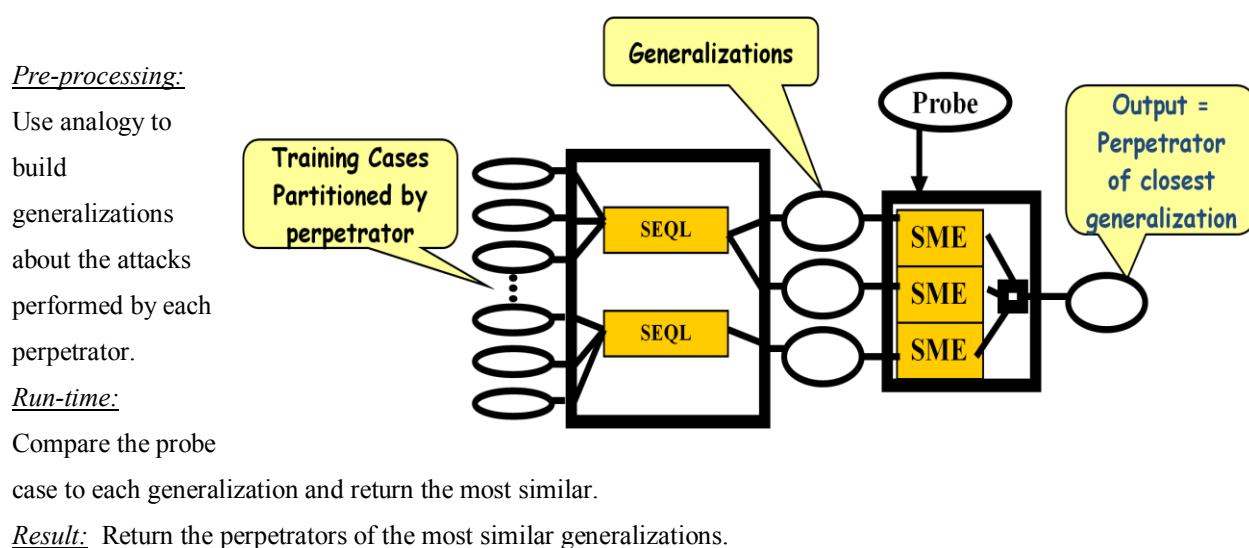 Pre-processing:
Use analogy to
build
generalizations
about the attacks
performed by each
perpetrator.
Run-time:
Compare the probe
case to each generalization and return the most similar.
Result: Return the perpetrators of the most similar generalizations.
Training Cases
Partitioned by
perpetrator
SEQL
SEQL
Generalizations
Probe
SME
SME
SME
Output =
Perpetrator
of closest
generalization